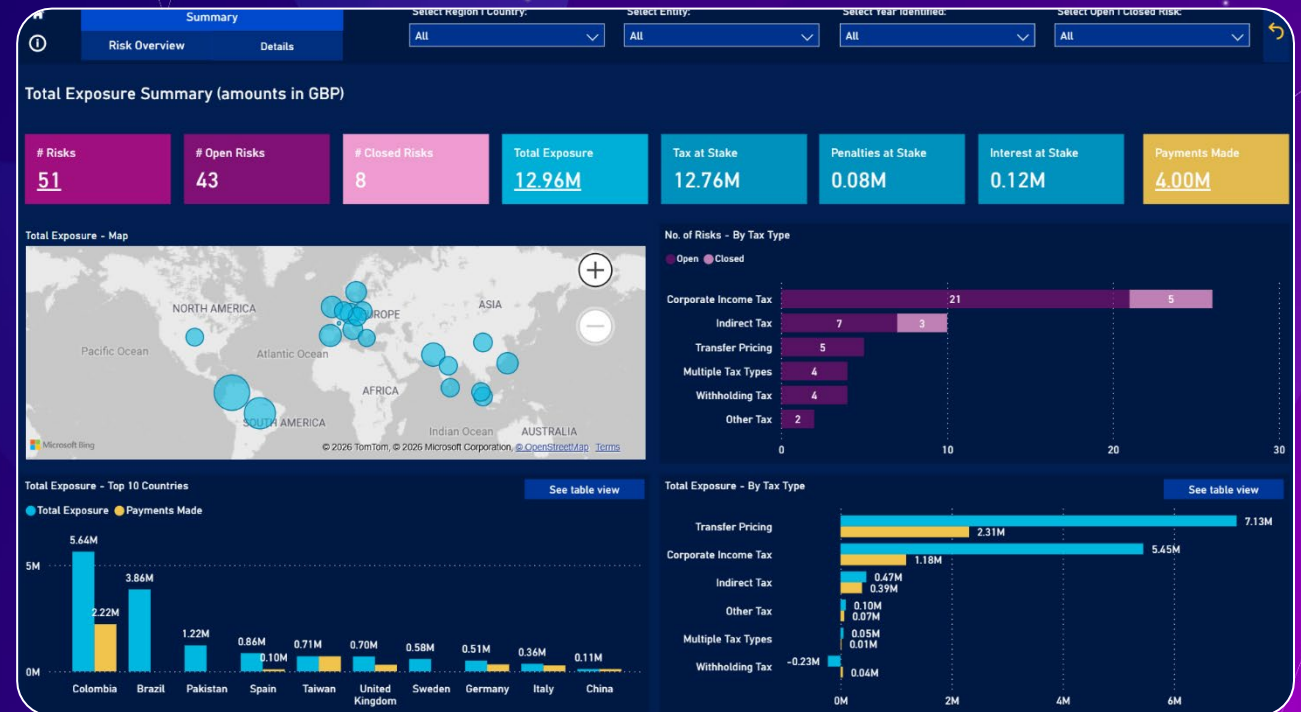 Summary
Risk Overview
Details
Select Region | Country:
All
Select Entity:
All
Select Year Identified:
All
Select Open | Closed Risk:
All
Total Exposure Summary (amounts in GBP)
# Risks
51
# Open Risks
43
# Closed Risks
8
Total Exposure
12.96M
Tax at Stake
12.76M
Penalties at Stake
0.08M
Interest at Stake
0.12M
Payments Made
4.00M
Total Exposure - Map
NORTH AMERICA
EUROPE
ASIA
Pacific Ocean
Atlantic Ocean
AFRICA
SOUTH AMERICA
Indian Ocean
AUSTRALIA
Microsoft Bing
© 2026 TomTom, © 2026 Microsoft Corporation, © OpenStreetMap Terms
No. of Risks - By Tax Type
Open Closed
Corporate Income Tax 21 5
Indirect Tax 7 3
Transfer Pricing 5
Multiple Tax Types 4
Withholding Tax 4
Other Tax 2
0 10 20 30
Total Exposure - Top 10 Countries
See table view
Total Exposure Payments Made
5.64M
5M
3.86M
2.22M
1.22M
0.86M
0.10M
0.71M
0.70M
0.58M
0.51M
0.36M
0.11M
0M
Colombia Brazil Pakistan Spain Taiwan United Kingdom Sweden Germany Italy China
Total Exposure - By Tax Type
See table view
Transfer Pricing
7.13M
2.31M
Corporate Income Tax
5.45M
1.18M
Indirect Tax
0.47M
0.39M
Other Tax
0.10M
0.07M
Multiple Tax Types
0.05M
0.01M
Withholding Tax
-0.23M
0.04M
0M 2M 4M 6M